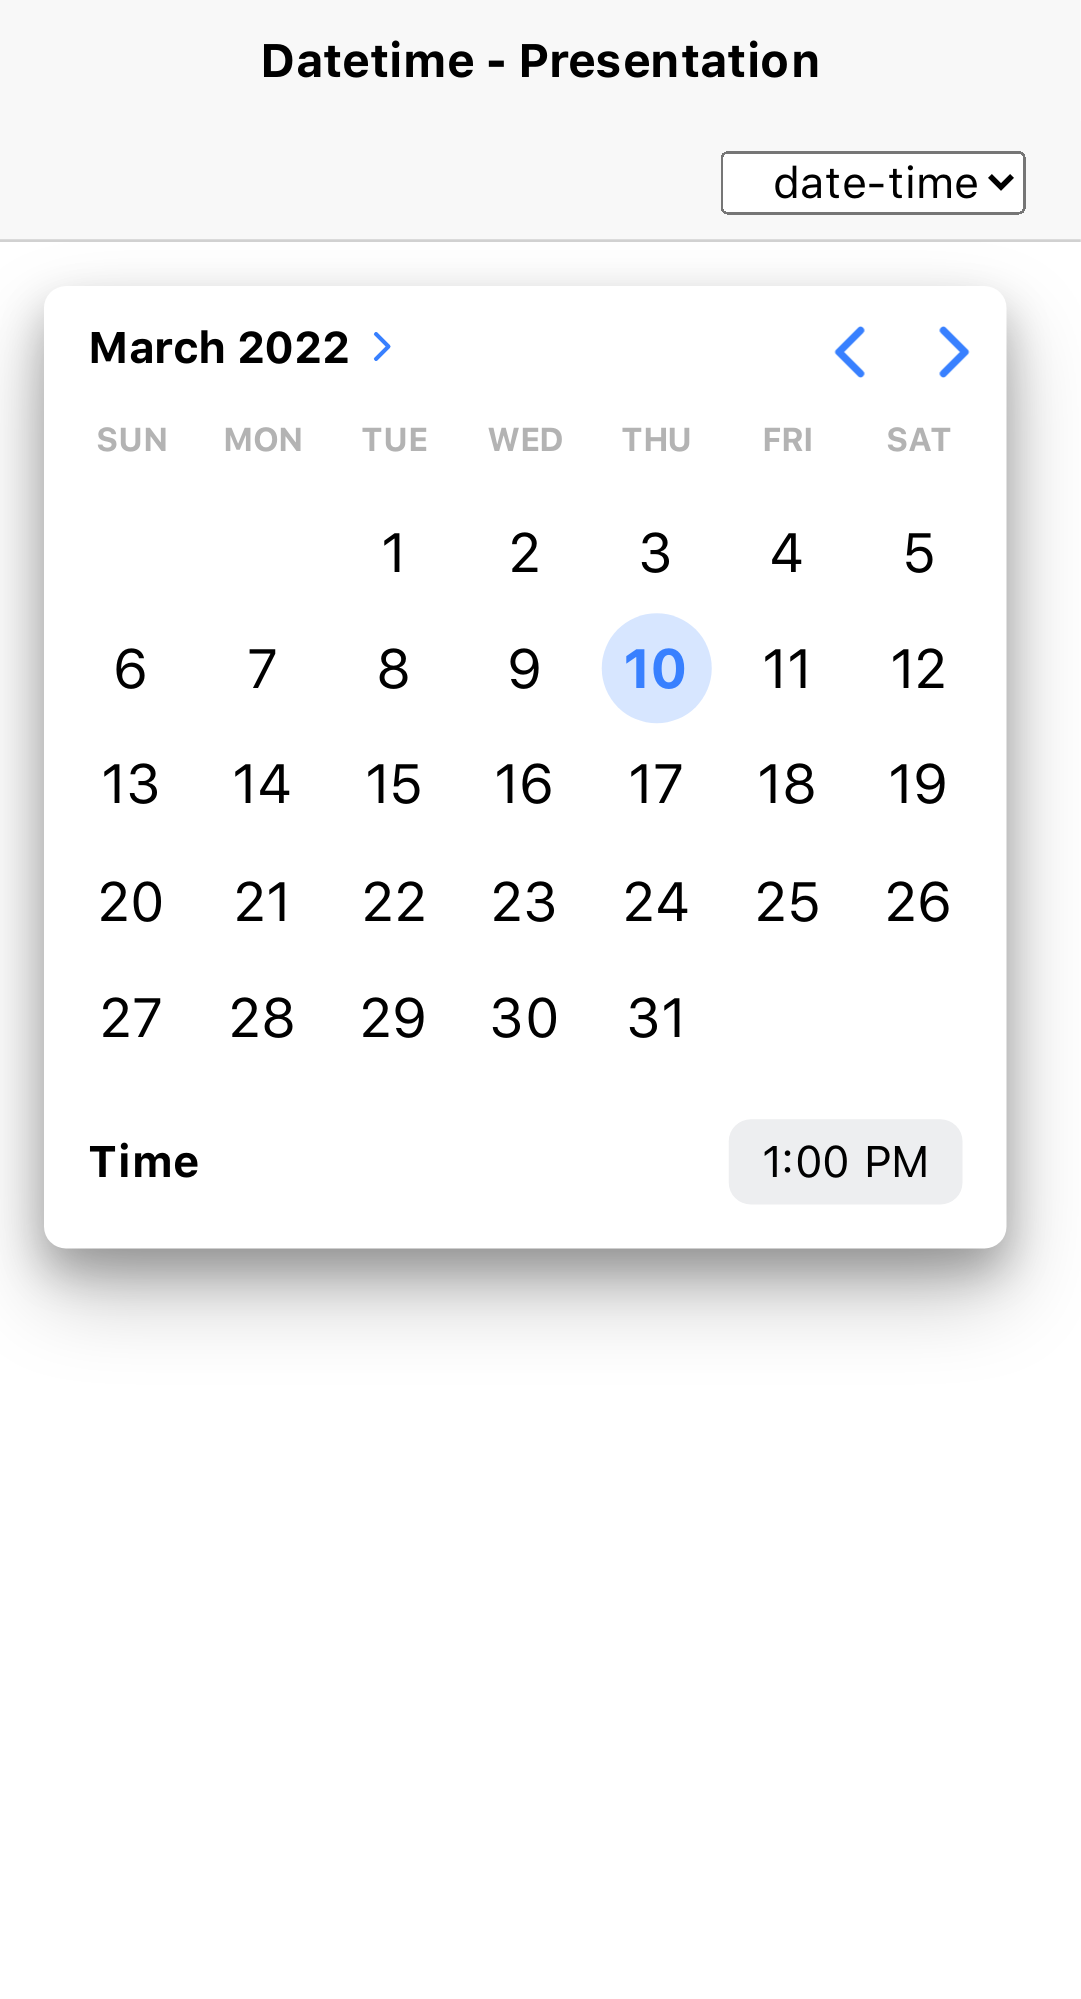 Datetime - Presentation
date-time
March 2022
SUN MON TUE WED THU FRI SAT
1 2 3 4 5
6 7 8 9 10 11 12
13 14 15 16 17 18 19
20 21 22 23 24 25 26
27 28 29 30 31
Time 1:00 PM